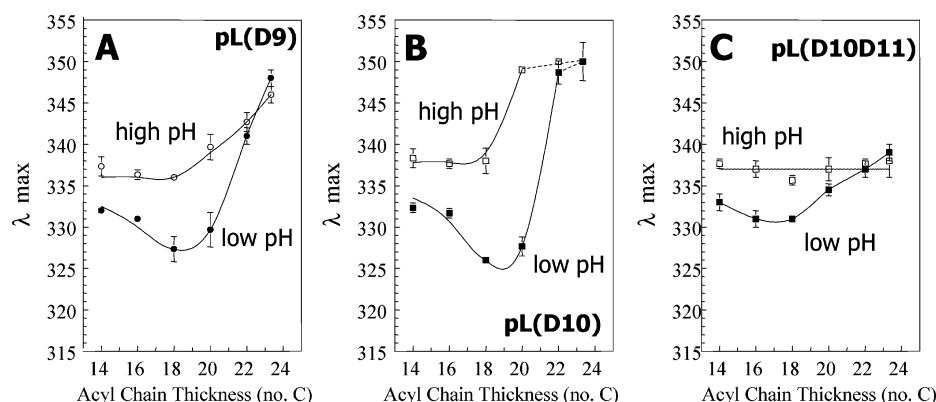 A
pL(D9)
355
350
345
340
335
330
325
320
315
high pH
low pH
λ max
14 16 18 20 22 24
Acyl Chain Thickness (no. C)
B
355
350
345
340
335
330
325
320
315
high pH
low pH
pL(D10)
λ max
14 16 18 20 22 24
Acyl Chain Thickness (no. C)
C
pL(D10D11)
355
350
345
340
335
330
325
320
315
high pH
low pH
λ max
14 16 18 20 22 24
Acyl Chain Thickness (no. C)